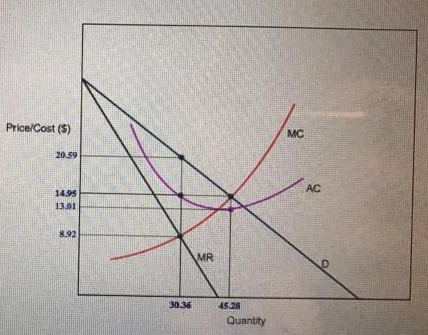 MC
Price/Cost ($)
20.59
AC
14.95
13.01
8.92
MR
D
30.36 45.28
Quantity